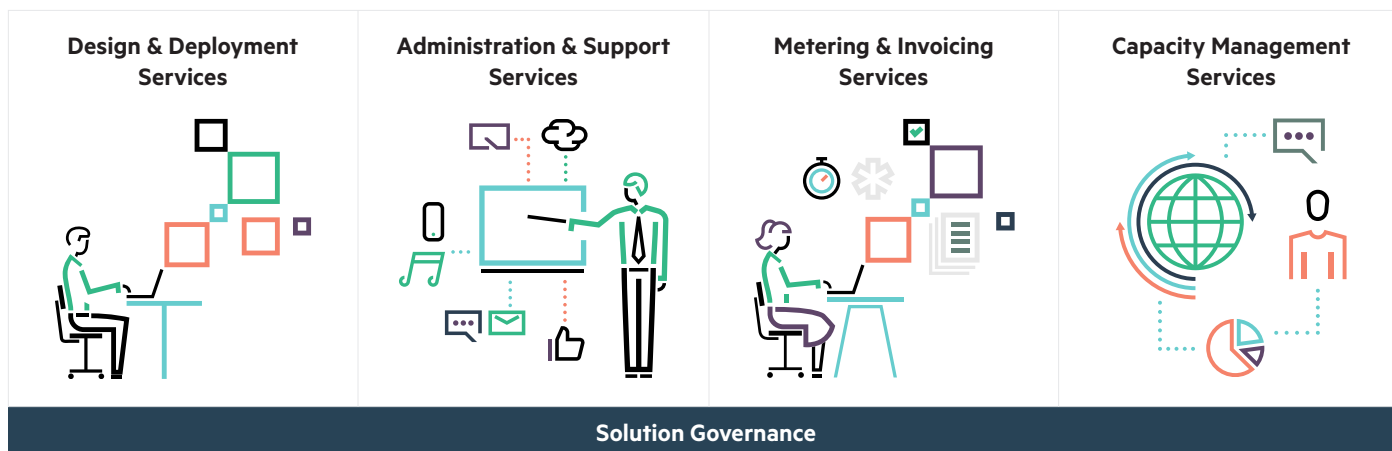 Design & Deployment
Services
Administration & Support
Services
Metering & Invoicing
Services
Capacity Management
Services
Solution Governance